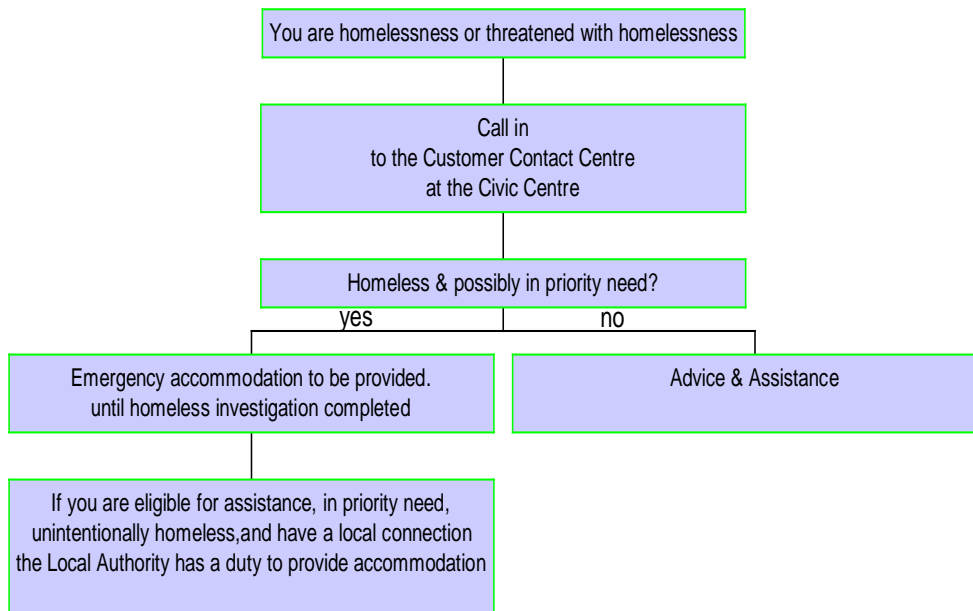 You are homelessness or threatened with homelessness
Call in
to the Customer Contact Centre
at the Civic Centre
Homeless & possibly in priority need?
yes
no
Emergency accommodation to be provided.
until homeless investigation completed
Advice & Assistance
If you are eligible for assistance, in priority need,
unintentionally homeless,and have a local connection
the Local Authority has a duty to provide accommodation